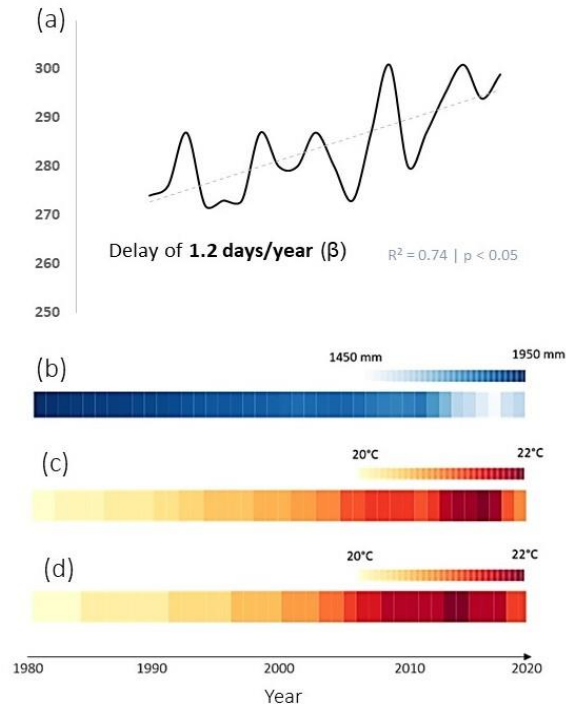 (a)
300
290
280
270
260
250
Delay of 1.2 days/year (β)
R² = 0.74 | p < 0.05
(b)
1450 mm
1950 mm
(c)
20°C
22°C
(d)
20°C
22°C
1980
1990
2000
2010
2020
Year